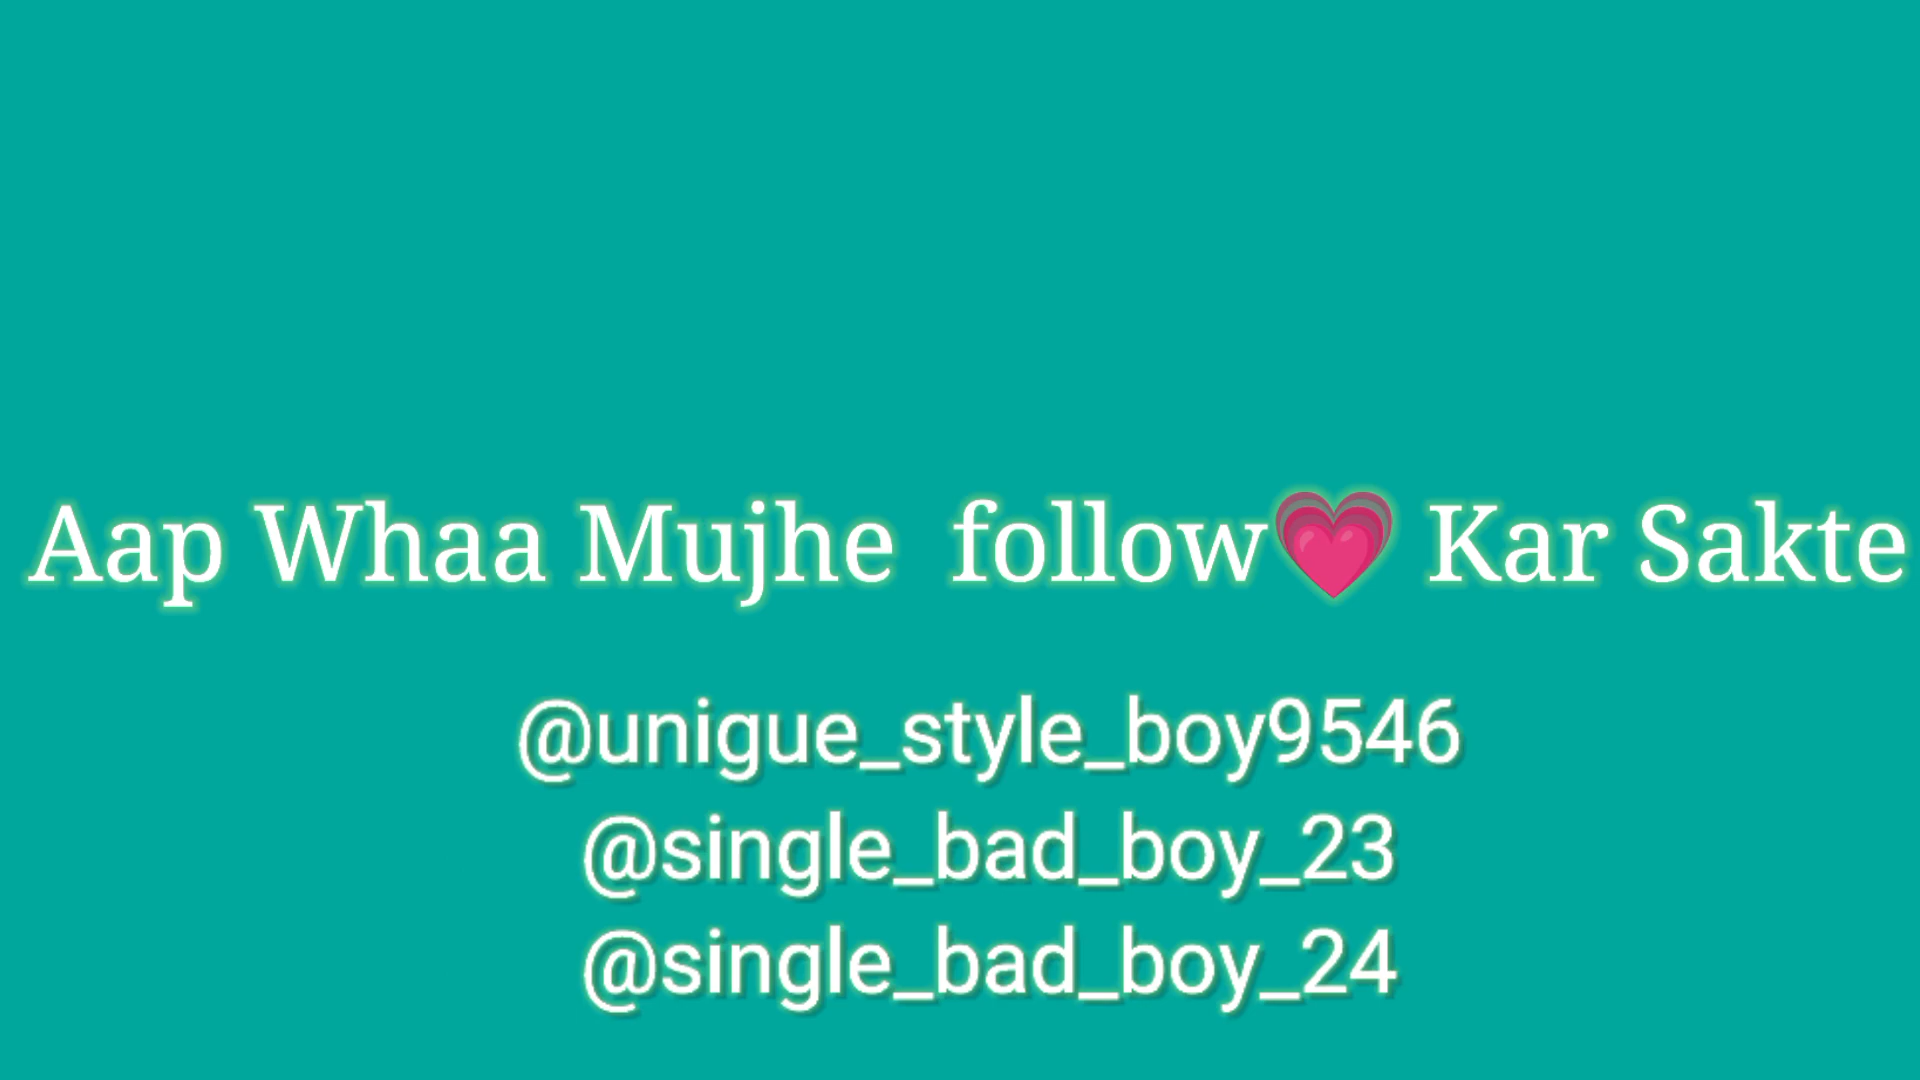 Aap Whaa Mujhe follow💗 Kar Sakte
@unigue_style_boy9546
@single_bad_boy_23
@single_bad_boy_24